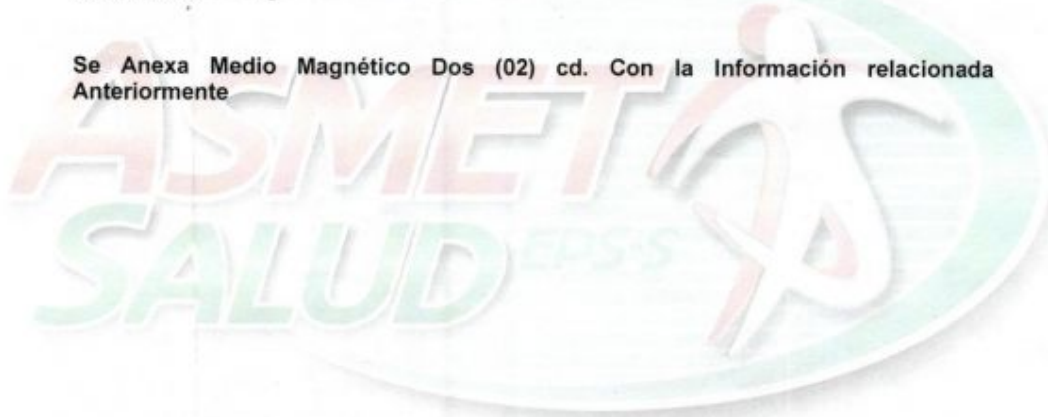 Se Anexa Medio Magnético Dos (02) cd. Con la Información relacionada
Anteriormente
ASMET
SALUD EPS-S